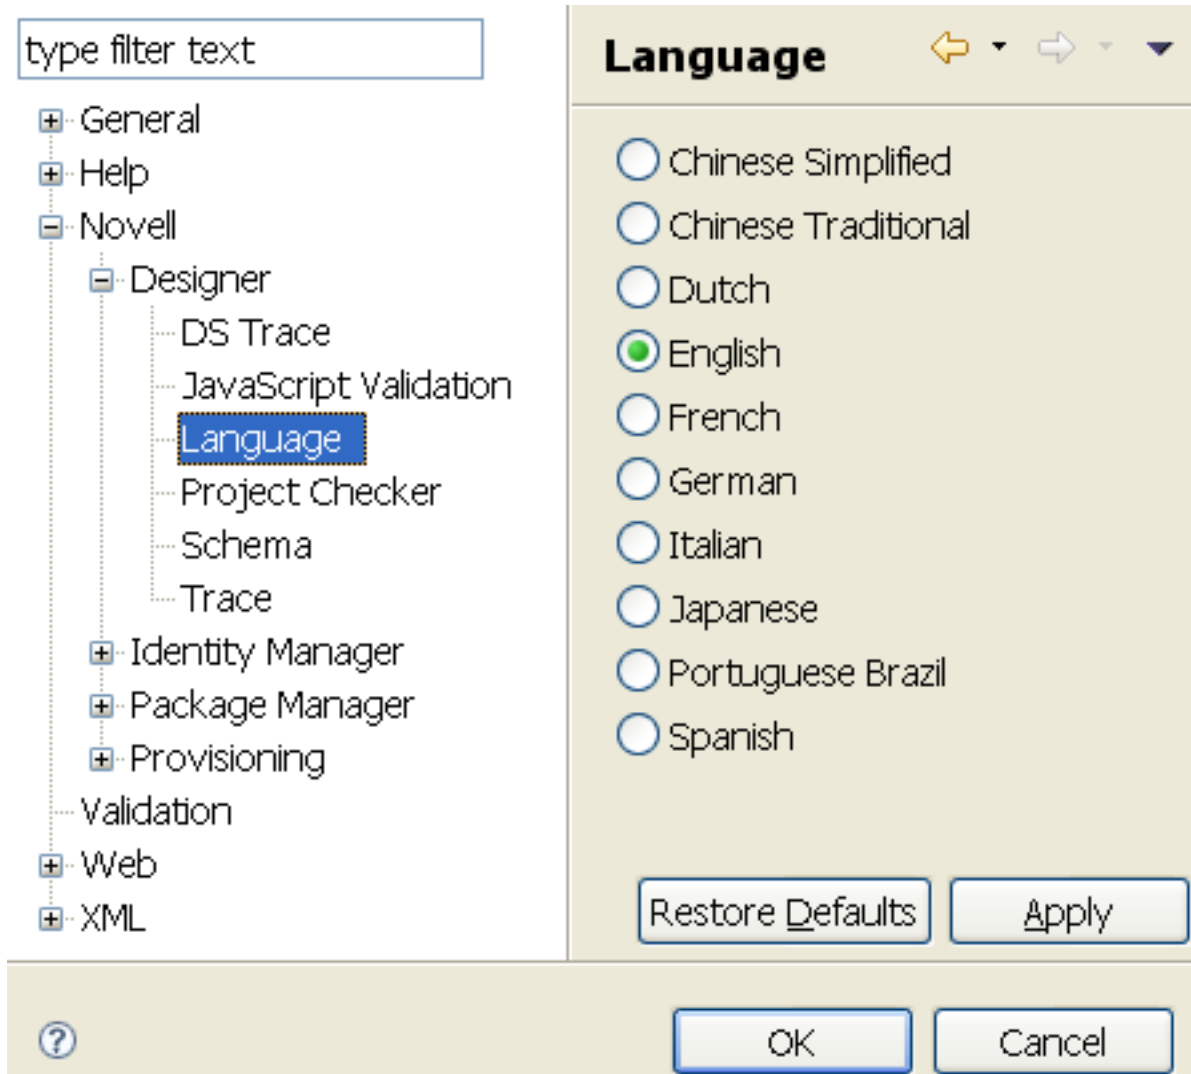 type filter text
General
Help
Novell
Designer
DS Trace
JavaScript Validation
Language
Project Checker
Schema
Trace
Identity Manager
Package Manager
Provisioning
Validation
Web
XML
Language
Chinese Simplified
Chinese Traditional
Dutch
English
French
German
Italian
Japanese
Portuguese Brazil
Spanish
Restore Defaults
Apply
?
OK
Cancel